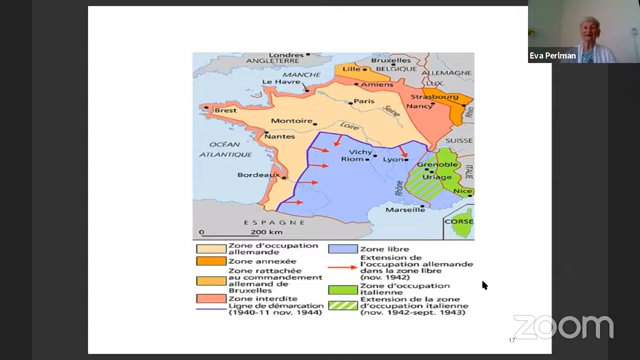 Londres
ANGLETERRE
Bruxelles
BELGIQUE
ALLEMAGNE
LUX.
MANCHE
Lille
Le Havre
Amiens
Strasbourg
Brest
Paris
Nancy
Rhin
Seine
Montoire
Loire
Nantes
SUISSE
OCÉAN
ATLANTIQUE
Vichy
Riom
Lyon
ITALIE
Grenoble
Uriage
Bordeaux
Rhône
Nice
Marseille
ESPAGNE
CORSE
0 200 km
Zone d'occupation
allemande
Zone annexée
Zone rattachée
au commandement
allemand de
Bruxelles
Zone interdite
Ligne de démarcation
(1940-11 nov. 1944)
Zone libre
Extension de
l'occupation allemande
dans la zone libre
(nov. 1942)
Zone d'occupation
italienne
Extension de la zone
d'occupation italienne
(nov. 1942-sept. 1943)
17
Eva Perlman
zoom